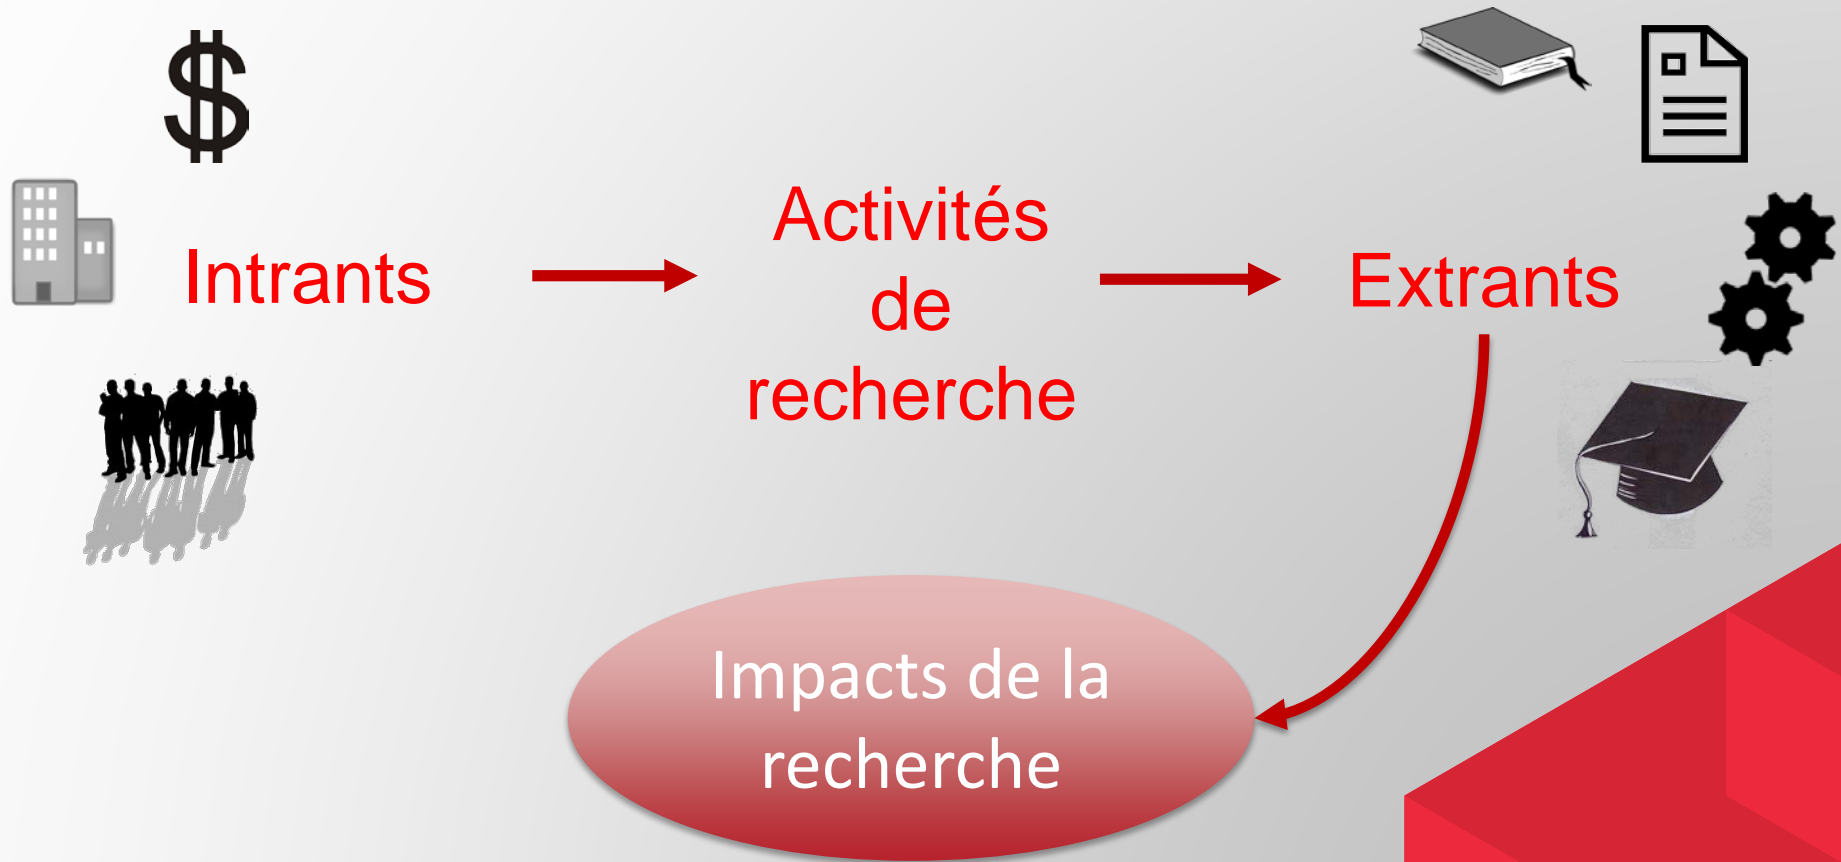 Intrants
Activités
de
recherche
Extrants
Impacts de la
recherche